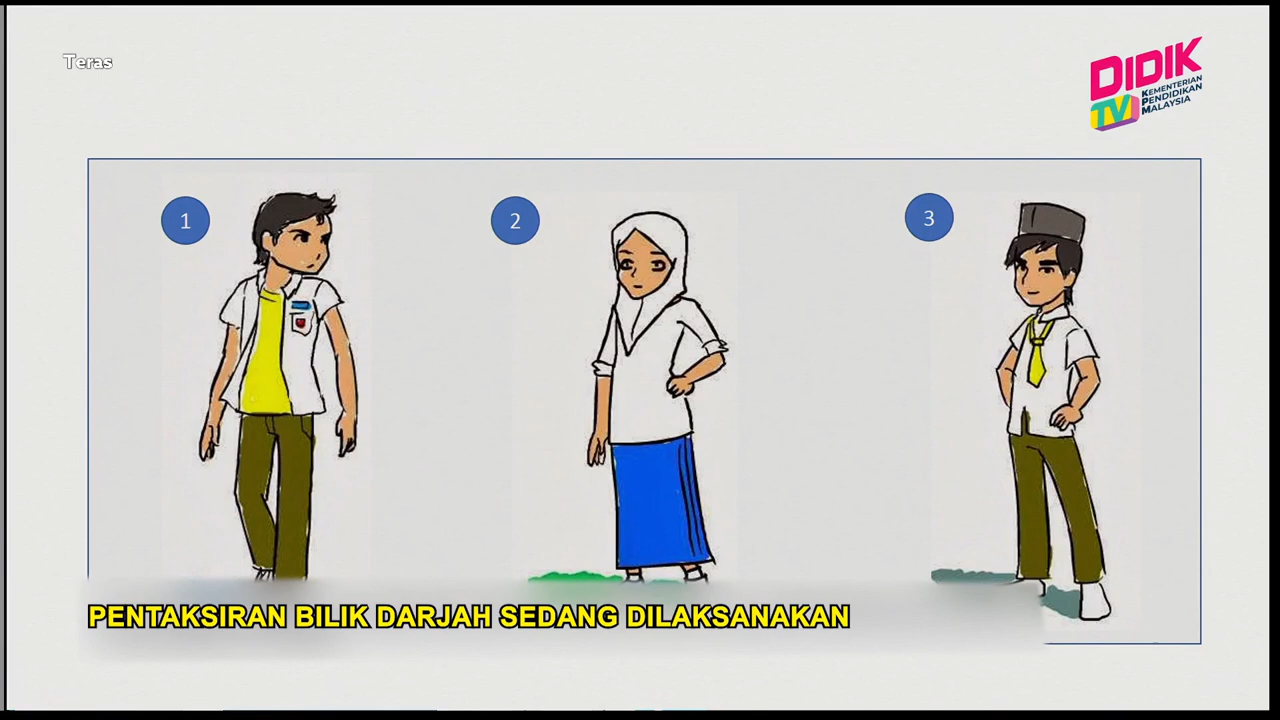 Teras
DIDIK
TV
KEMENTERIAN
PENDIDIKAN
MALAYSIA
1
2
3
PENTAKSIRAN BILIK DARJAH SEDANG DILAKSANAKAN